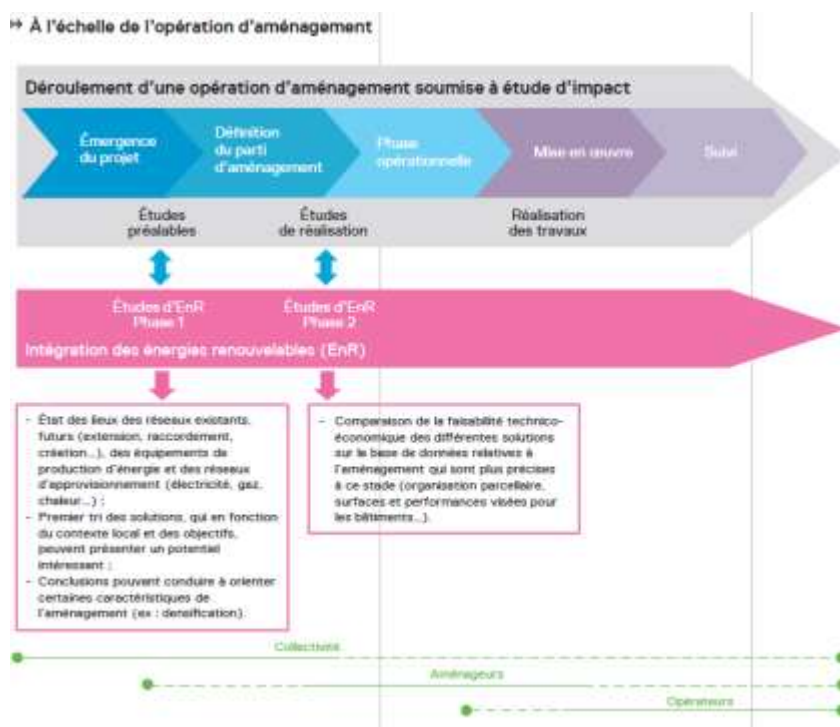 ↦ À l'échelle de l'opération d'aménagement
Déroulement d'une opération d'aménagement soumise à étude d'impact
Émergence
du projet
Définition
du parti
d'aménagement
Phase
opérationnelle
Mise en œuvre
Suivi
Études
préalables
Études
de réalisation
Réalisation
des travaux
Études d'EnR
Phase 1
Études d'EnR
Phase 2
Intégration des énergies renouvelables (EnR)
- État des lieux des réseaux existants,
futurs (extension, raccordement,
création...), des équipements de
production d'énergie et des réseaux
d'approvisionnement (électricité, gaz,
chaleur...) ;
- Premier tri des solutions, qui en fonction
du contexte local et des objectifs,
peuvent présenter un potentiel
intéressant ;
- Conclusions pouvant conduire à orienter
certaines caractéristiques de
l'aménagement (ex : densification).
- Comparaison de la faisabilité technico-
économique des différentes solutions
sur la base de données relatives à
l'aménagement qui sont plus précises
à ce stade (organisation parcellaire,
surfaces et performances visées pour
les bâtiments...).
Collectivité
Aménageurs
Opérateurs